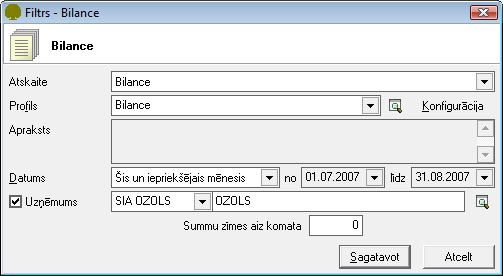 Filtrs - Bilance
Bilance
Atskaite Bilance
Profils Bilance Konfigurācija
Apraksts
Datums Šis un iepriekšējais mēnesis no 01.07.2007 līdz 31.08.2007
Uzņēmums SIA OZOLS OZOLS
Summu zīmes aiz komata 0
Sagatavot Atcelt